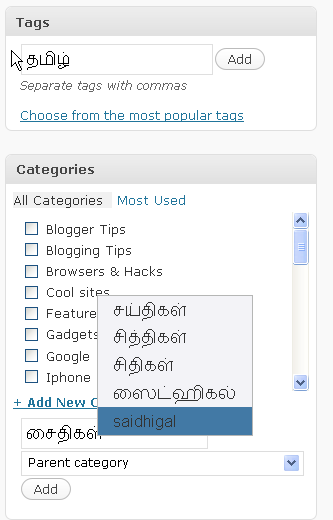 Tags
தமிழ்
Add
Separate tags with commas
Choose from the most popular tags
Categories
All Categories Most Used
Blogger Tips
Blogging Tips
Browsers & Hacks
Cool sites
Feature
Gadgets
Google
Iphone
சய்திகள்
சித்திகள்
சிதிகள்
ஸைட்ஹிகல்
saidhigal
+ Add New C
சைதிகள்
Parent category
Add